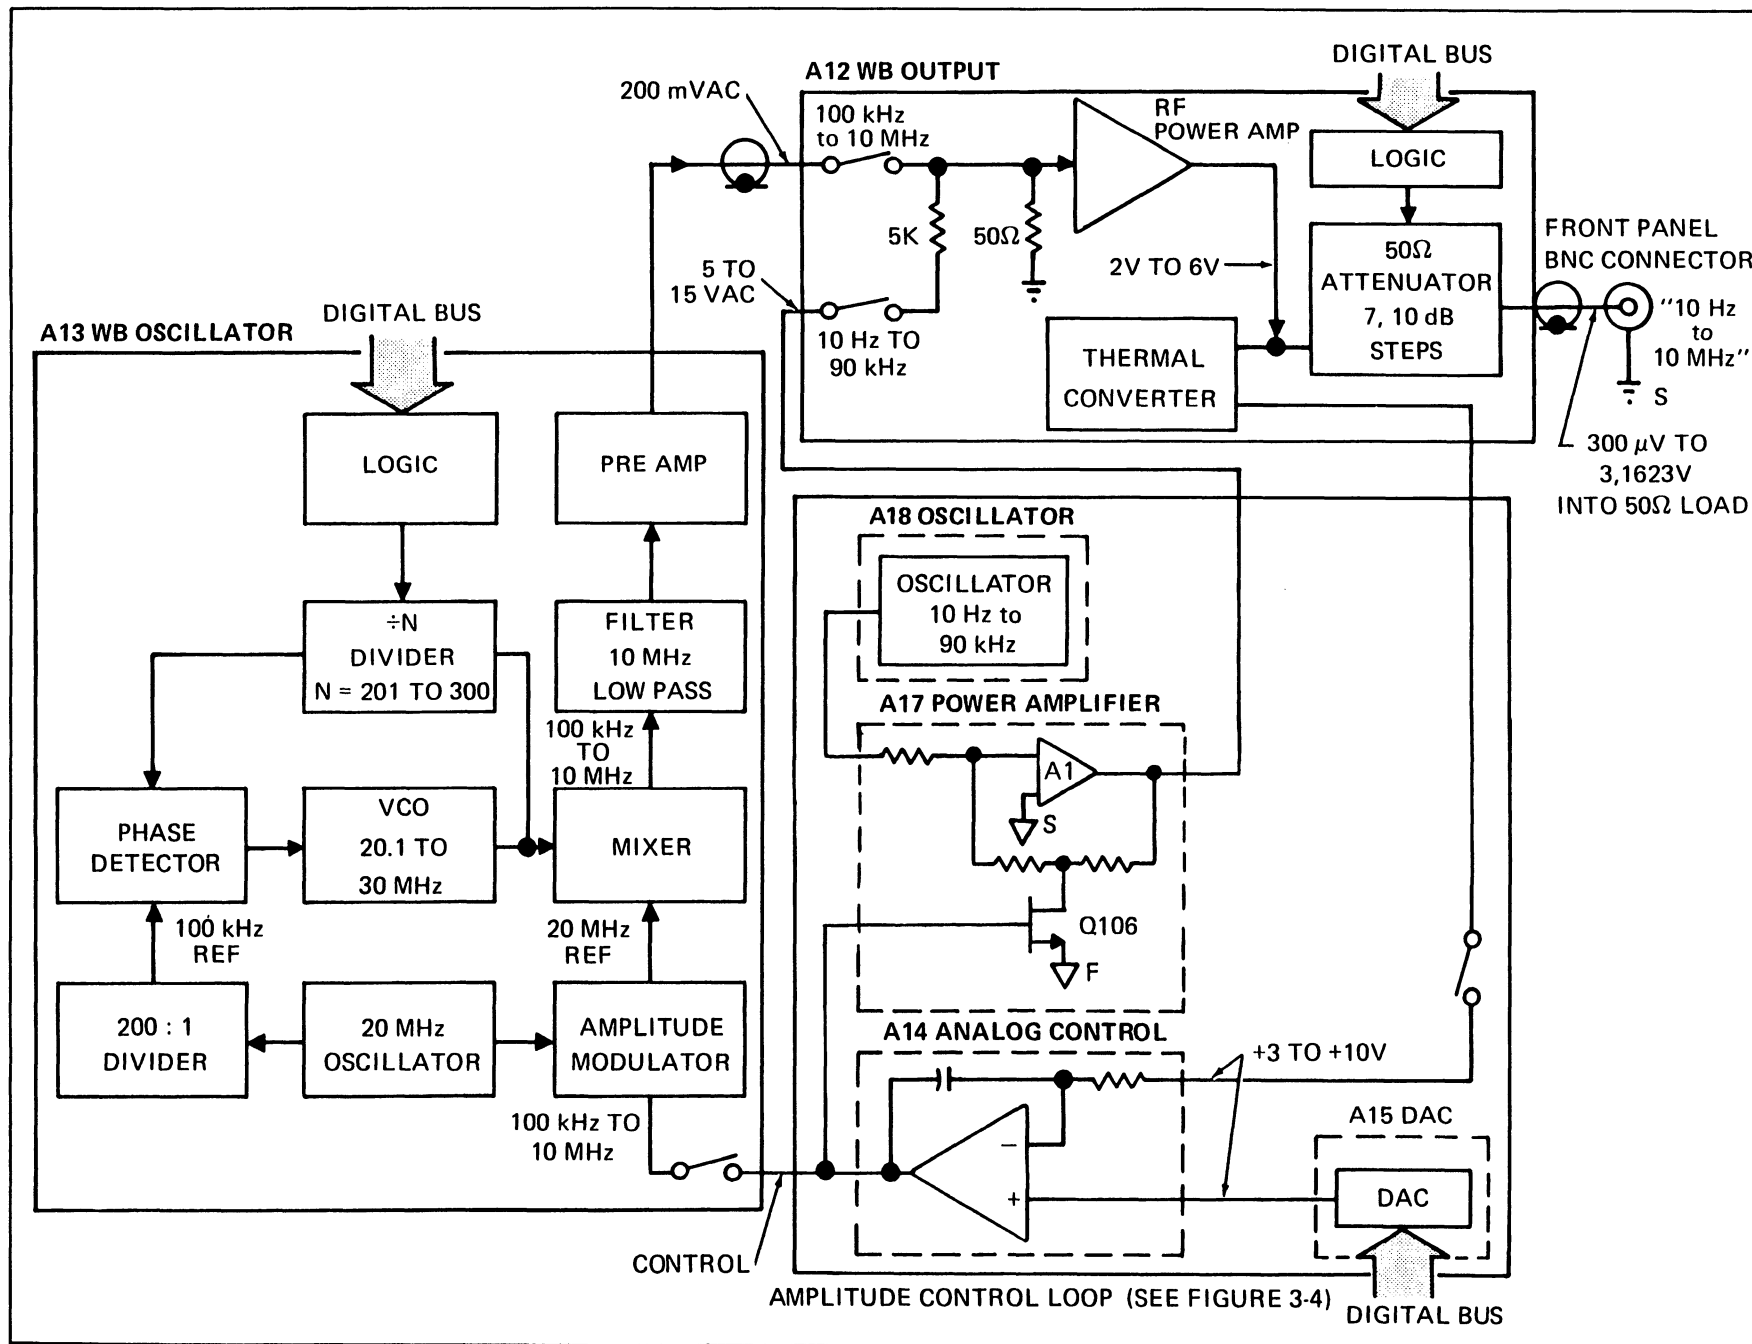 DIGITAL BUS
A12 WB OUTPUT
200 mVAC
100 kHz
to 10 MHz
RF
POWER AMP
LOGIC
5K
50Ω
2V TO 6V
50Ω
ATTENUATOR
7, 10 dB
STEPS
FRONT PANEL
BNC CONNECTOR
"10 Hz
to
10 MHz"
S
5 TO
15 VAC
10 Hz TO
90 kHz
THERMAL
CONVERTER
300 μV TO
3,1623V
INTO 50Ω LOAD
DIGITAL BUS
A13 WB OSCILLATOR
LOGIC
PRE AMP
÷N
DIVIDER
N = 201 TO 300
FILTER
10 MHz
LOW PASS
100 kHz
TO
10 MHz
PHASE
DETECTOR
VCO
20.1 TO
30 MHz
MIXER
100 kHz
REF
20 MHz
REF
200 : 1
DIVIDER
20 MHz
OSCILLATOR
AMPLITUDE
MODULATOR
100 kHz TO
10 MHz
CONTROL
A18 OSCILLATOR
OSCILLATOR
10 Hz to
90 kHz
A17 POWER AMPLIFIER
A1
S
Q106
F
A14 ANALOG CONTROL
+3 TO +10V
−
+
A15 DAC
DAC
AMPLITUDE CONTROL LOOP (SEE FIGURE 3-4)
DIGITAL BUS